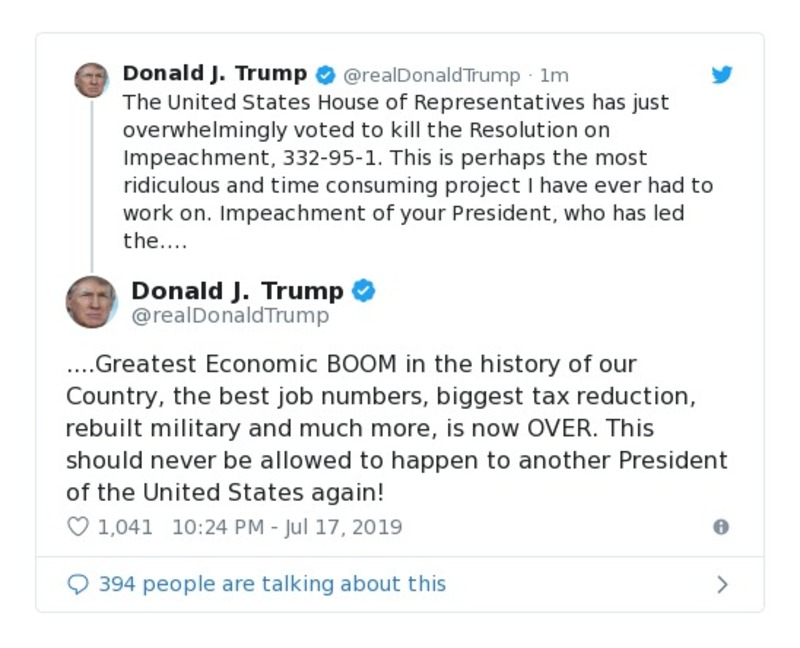 Donald J. Trump @realDonaldTrump · 1m
The United States House of Representatives has just
overwhelmingly voted to kill the Resolution on
Impeachment, 332-95-1. This is perhaps the most
ridiculous and time consuming project I have ever had to
work on. Impeachment of your President, who has led
the....
Donald J. Trump
@realDonaldTrump
....Greatest Economic BOOM in the history of our
Country, the best job numbers, biggest tax reduction,
rebuilt military and much more, is now OVER. This
should never be allowed to happen to another President
of the United States again!
1,041 10:24 PM - Jul 17, 2019
394 people are talking about this